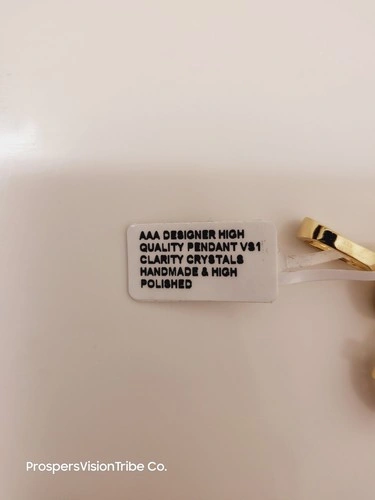 AAA DESIGNER HIGH
QUALITY PENDANT VS1
CLARITY CRYSTALS
HANDMADE & HIGH
POLISHED
ProspersVisionTribe Co.